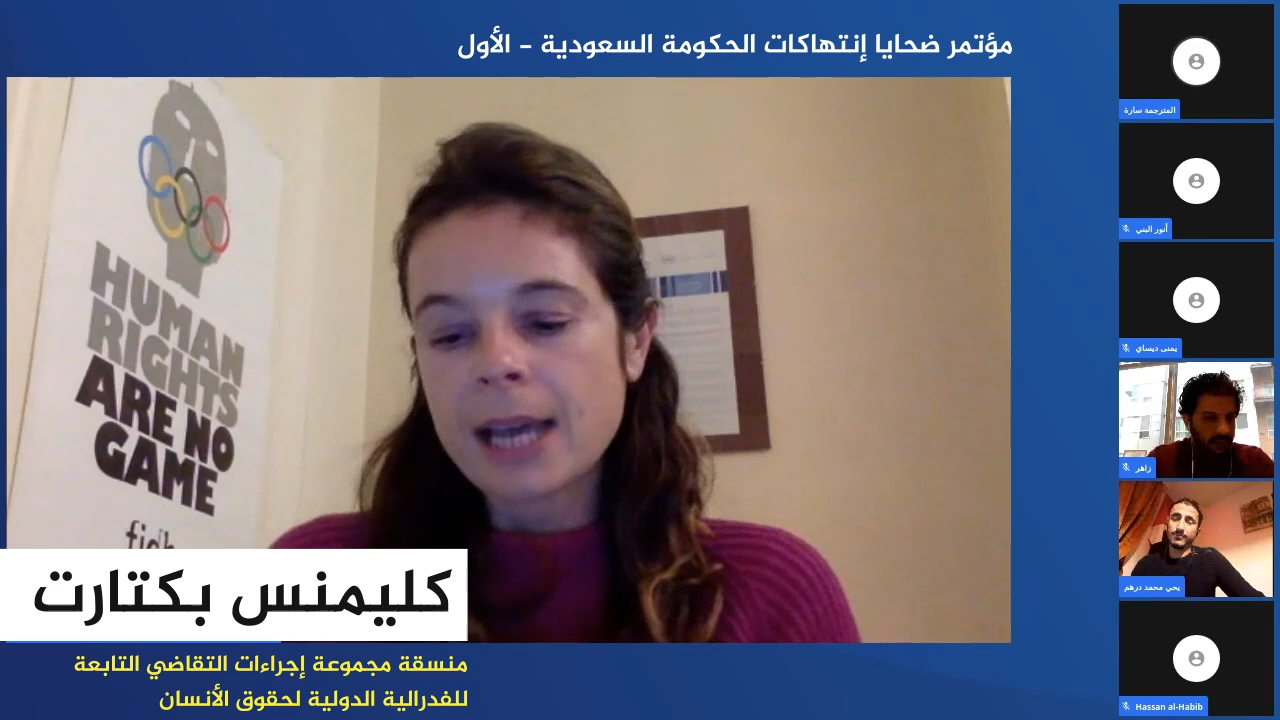 مؤتمر ضحايا إنتهاكات الحكومة السعودية - الأول
HUMAN
RIGHTS
ARE NO
GAME
fidh
كليمنس بكتارت
منسقة مجموعة إجراءات التقاضي التابعة
للفدرالية الدولية لحقوق الأنسان
المترجمة سارة
أنور البني
يمنى ديساي
زاهر
يحي محمد درهم
Hassan al-Habib